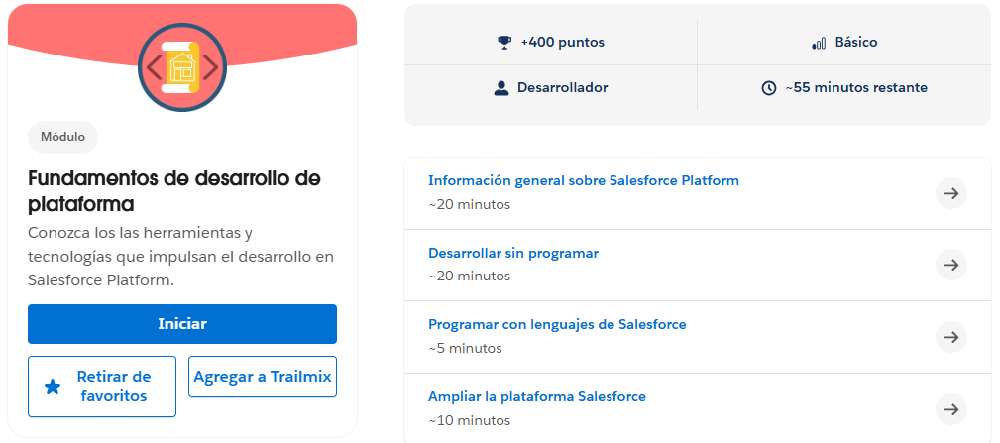 Módulo
Fundamentos de desarrollo de
plataforma
Conozca los las herramientas y
tecnologías que impulsan el desarrollo en
Salesforce Platform.
Iniciar
Retirar de
favoritos
Agregar a Trailmix
+400 puntos
Básico
Desarrollador
~55 minutos restante
Información general sobre Salesforce Platform
~20 minutos
Desarrollar sin programar
~20 minutos
Programar con lenguajes de Salesforce
~5 minutos
Ampliar la plataforma Salesforce
~10 minutos